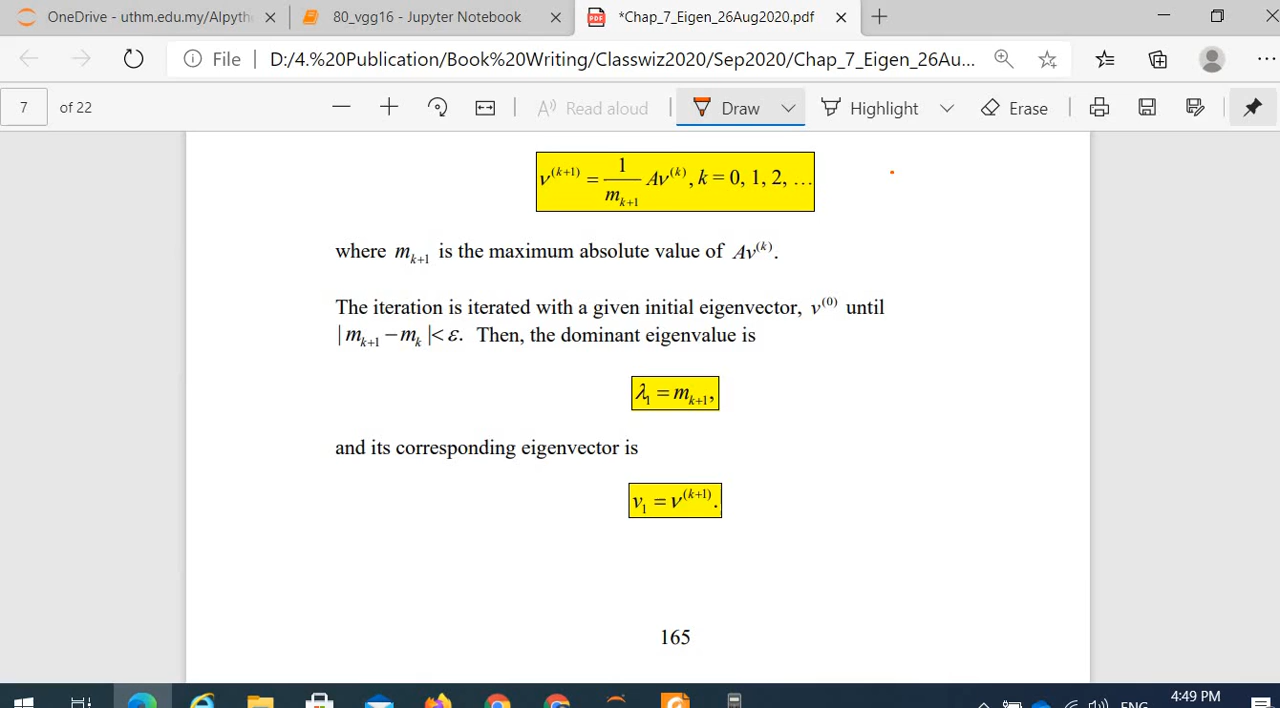 OneDrive - uthm.edu.my/AIpythe
80_vgg16 - Jupyter Notebook
*Chap_7_Eigen_26Aug2020.pdf
File D:/4.%20Publication/Book%20Writing/Classwiz2020/Sep2020/Chap_7_Eigen_26Au...
7 of 22 Read aloud Draw Highlight Erase
v^(k+1) = 1/m_{k+1} Av^(k), k = 0, 1, 2, …
where m_{k+1} is the maximum absolute value of Av^(k).
The iteration is iterated with a given initial eigenvector, v^(0) until
|m_{k+1} − m_k| < ε. Then, the dominant eigenvalue is
λ_1 = m_{k+1},
and its corresponding eigenvector is
v_1 = v^(k+1).
165
4:49 PM
ENG